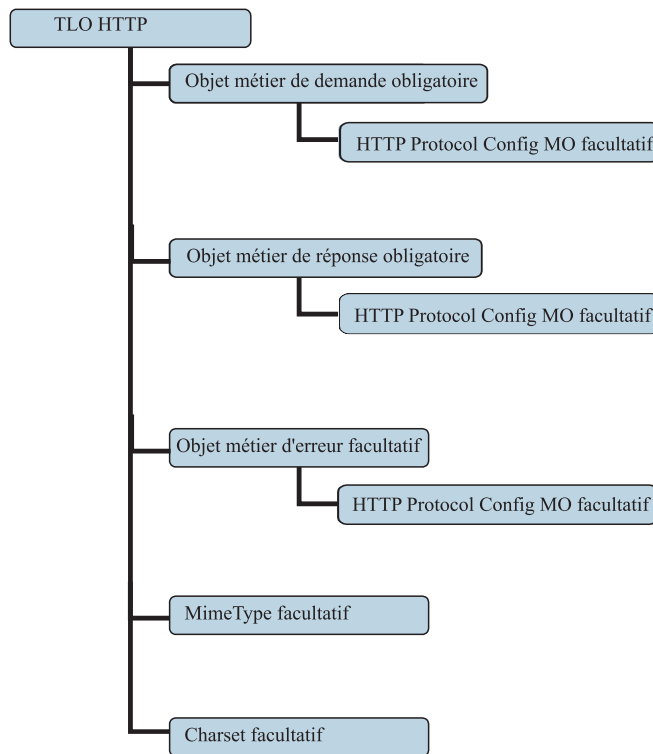 TLO HTTP
Objet métier de demande obligatoire
HTTP Protocol Config MO facultatif
Objet métier de réponse obligatoire
HTTP Protocol Config MO facultatif
Objet métier d'erreur facultatif
HTTP Protocol Config MO facultatif
MimeType facultatif
Charset facultatif